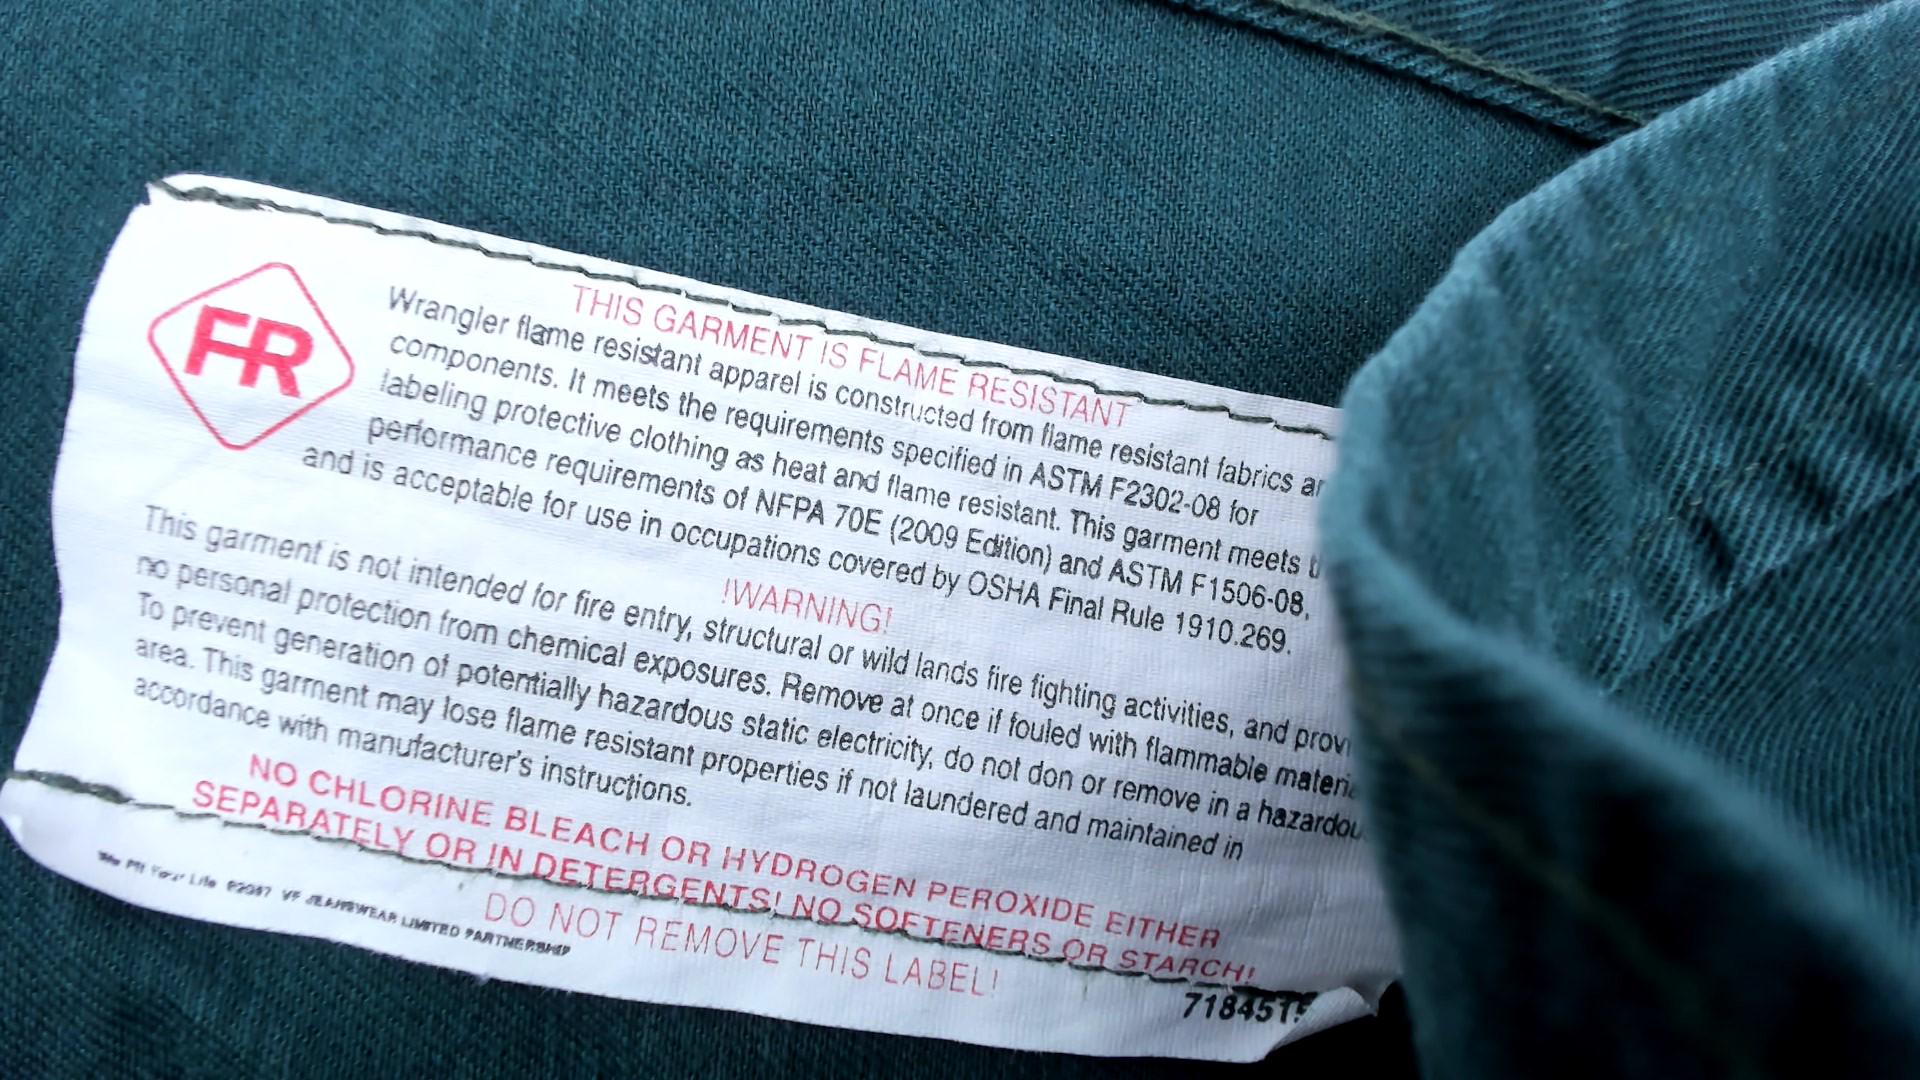 FR
THIS GARMENT IS FLAME RESISTANT
Wrangler flame resistant apparel is constructed from flame resistant fabrics
components. It meets the requirements specified in ASTM F2302-08 for
labeling protective clothing as heat and flame resistant. This garment meets
performance requirements of NFPA 70E (2009 Edition) and ASTM F1506-08,
and is acceptable for use in occupations covered by OSHA Final Rule 1910.269.
!WARNING!
This garment is not intended for fire entry, structural or wild lands fire fighting activities, and
no personal protection from chemical exposures. Remove at once if fouled with flammable
To prevent generation of potentially hazardous static electricity, do not don or remove in a
area. This garment may lose flame resistant properties if not laundered and maintained in
accordance with manufacturer's instructions.
NO CHLORINE BLEACH OR HYDROGEN PEROXIDE EITHER
SEPARATELY OR IN DETERGENTS! NO SOFTENERS OR STARCH!
DO NOT REMOVE THIS LABEL!
Your Life VF JEANSWEAR LIMITED PARTNERSHIP